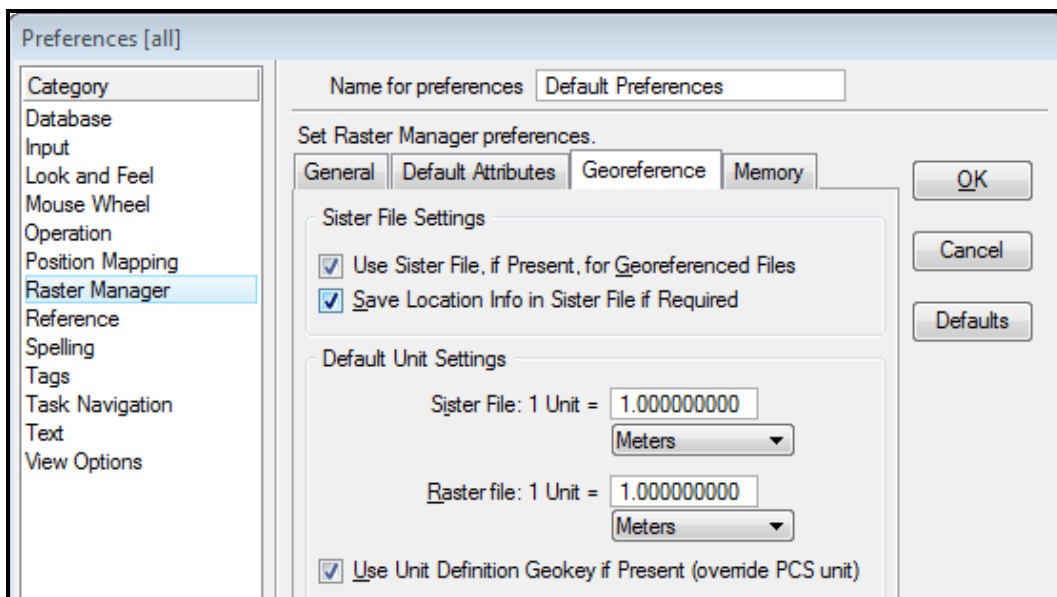 Preferences [all]
Category
Database
Input
Look and Feel
Mouse Wheel
Operation
Position Mapping
Raster Manager
Reference
Spelling
Tags
Task Navigation
Text
View Options
Name for preferences Default Preferences
Set Raster Manager preferences.
General Default Attributes Georeference Memory
Sister File Settings
Use Sister File, if Present, for Georeferenced Files
Save Location Info in Sister File if Required
Default Unit Settings
Sister File: 1 Unit = 1.000000000
Meters
Raster file: 1 Unit = 1.000000000
Meters
Use Unit Definition Geokey if Present (override PCS unit)
OK
Cancel
Defaults